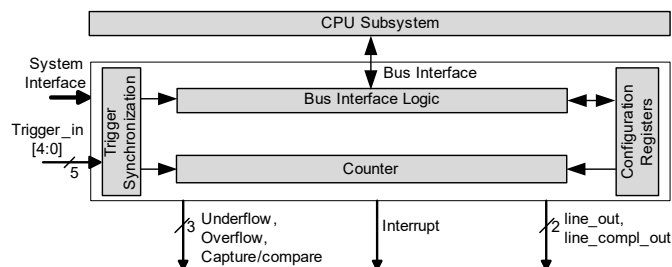 CPU Subsystem
System
Interface
Bus Interface
Bus Interface Logic
Trigger
Synchronization
Configuration
Registers
Trigger_in
[4:0]
5
Counter
3
Underflow,
Overflow,
Capture/compare
Interrupt
2
line_out,
line_compl_out